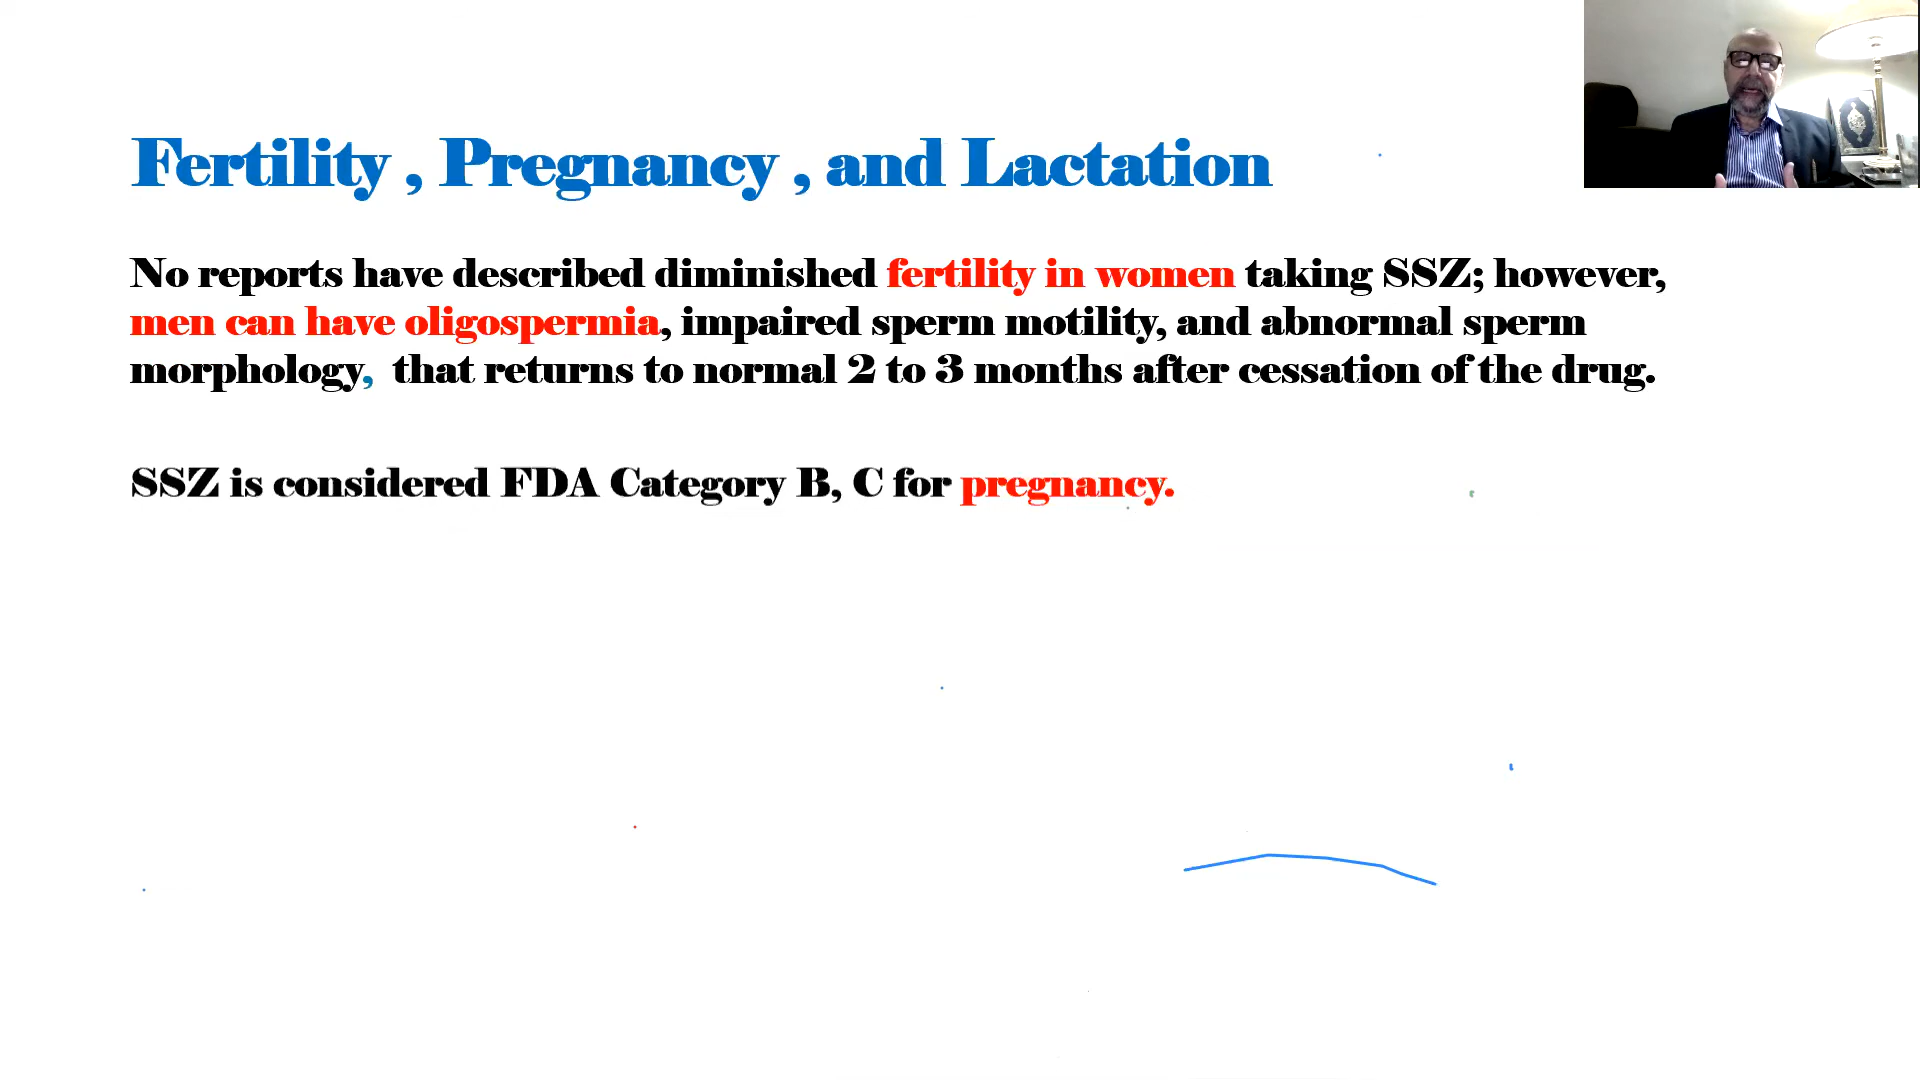 Fertility , Pregnancy , and Lactation
No reports have described diminished fertility in women taking SSZ; however,
men can have oligospermia, impaired sperm motility, and abnormal sperm
morphology,  that returns to normal 2 to 3 months after cessation of the drug.
SSZ is considered FDA Category B, C for pregnancy.